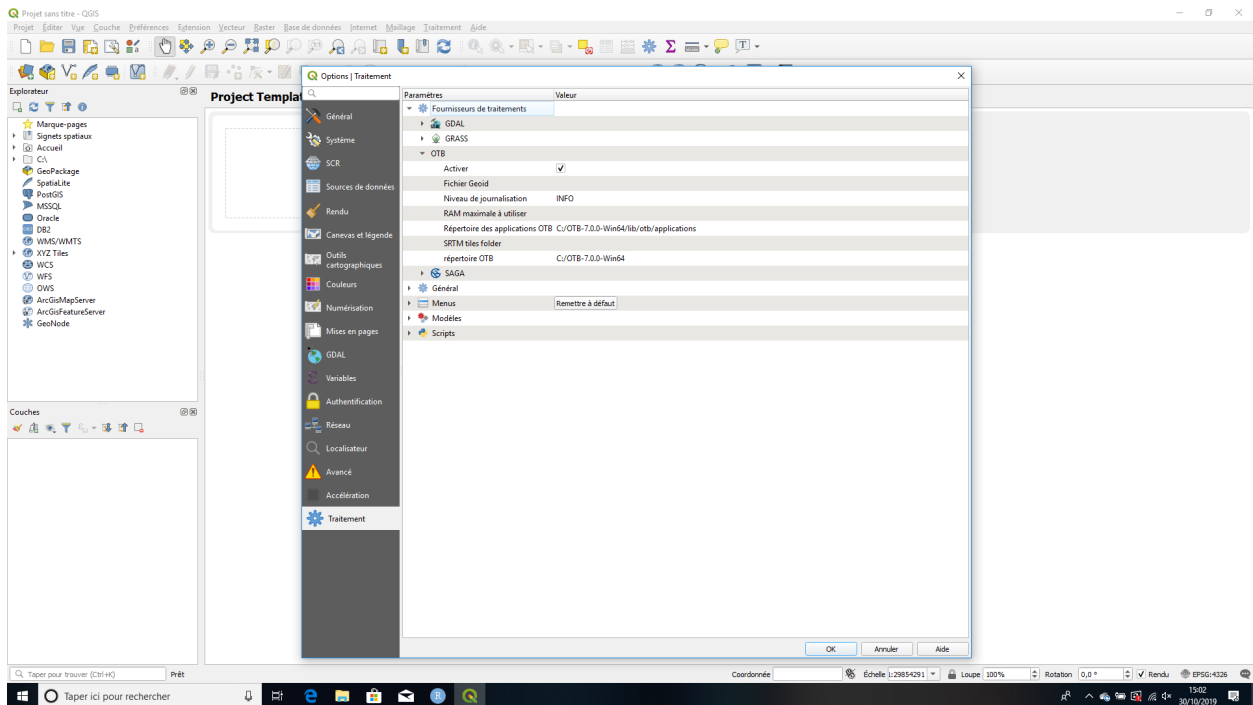 Projet sans titre - QGIS
Projet Éditer Vue Couche Préférences Extension Vecteur Raster Base de données Internet Maillage Traitement Aide
Explorateur
Marque-pages
Signets spatiaux
Accueil
C:\
GeoPackage
SpatiaLite
PostGIS
MSSQL
Oracle
DB2
WMS/WMTS
XYZ Tiles
WCS
WFS
OWS
ArcGisMapServer
ArcGisFeatureServer
GeoNode
Couches
Project Templa
Options | Traitement
Général
Système
SCR
Sources de données
Rendu
Canevas et légende
Outils
cartographiques
Couleurs
Numérisation
Mises en pages
GDAL
Variables
Authentification
Réseau
Localisateur
Avancé
Accélération
Traitement
Paramètres Valeur
Fournisseurs de traitements
GDAL
GRASS
OTB
Activer
Fichier Geoid
Niveau de journalisation INFO
RAM maximale à utiliser
Répertoire des applications OTB C:/OTB-7.0.0-Win64/lib/otb/applications
SRTM tiles folder
répertoire OTB C:/OTB-7.0.0-Win64
SAGA
Général
Menus Remettre à défaut
Modèles
Scripts
OK Annuler Aide
Taper pour trouver (Ctrl+K) Prêt Coordonnée Échelle 1:29854291 Loupe 100% Rotation 0,0 ° Rendu EPSG:4326
Taper ici pour rechercher
15:02
30/10/2019